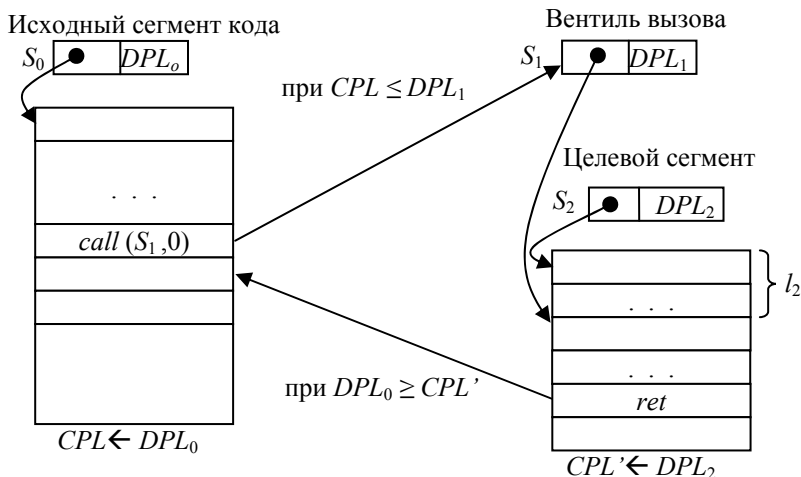 Исходный сегмент кода
S0 DPLo
при CPL ≤ DPL1
Вентиль вызова
S1 DPL1
Целевой сегмент
S2 DPL2
. . .
call (S1 ,0)
l2
. . .
. . .
при DPL0 ≥ CPL’
ret
CPL← DPL0
CPL’← DPL2